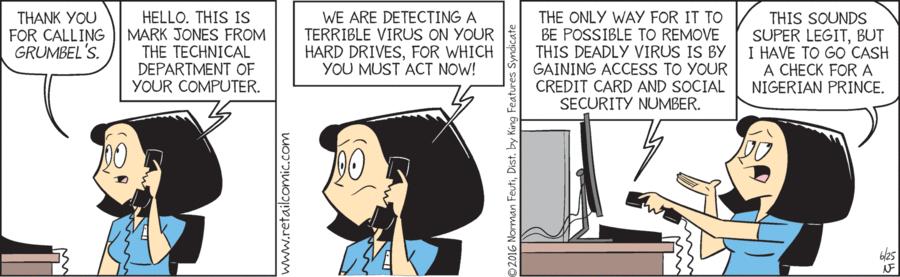 THANK YOU
FOR CALLING
GRUMBEL'S.
HELLO. THIS IS
MARK JONES FROM
THE TECHNICAL
DEPARTMENT OF
YOUR COMPUTER.
www.retailcomic.com
WE ARE DETECTING A
TERRIBLE VIRUS ON YOUR
HARD DRIVES, FOR WHICH
YOU MUST ACT NOW!
©2016 Norman Feuti, Dist. by King Features Syndicate
THE ONLY WAY FOR IT TO
BE POSSIBLE TO REMOVE
THIS DEADLY VIRUS IS BY
GAINING ACCESS TO YOUR
CREDIT CARD AND SOCIAL
SECURITY NUMBER.
THIS SOUNDS
SUPER LEGIT, BUT
I HAVE TO GO CASH
A CHECK FOR A
NIGERIAN PRINCE.
6/25
NF